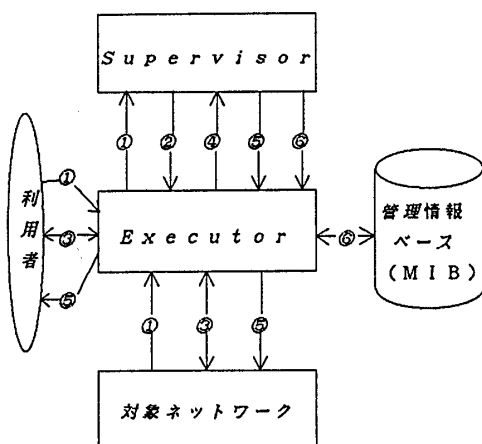 Supervisor
① ② ④ ⑤ ⑥
①
利用者
③
⑤
Executor
⑥
管理情報
ベース
(MIB)
① ③ ⑤
対象ネットワーク